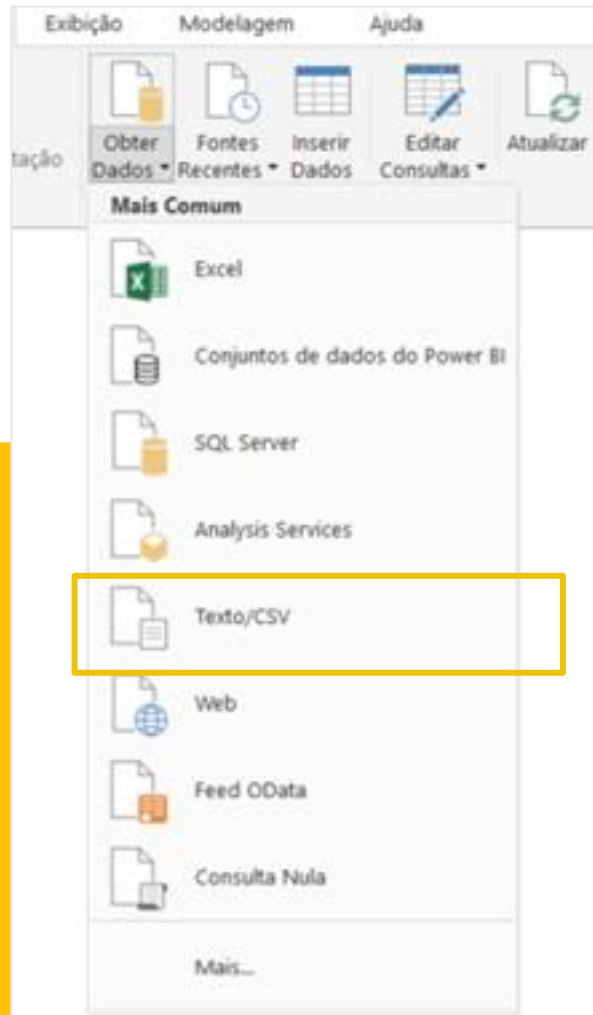 Exibição Modelagem Ajuda
tação
Obter Dados
Fontes Recentes
Inserir Dados
Editar Consultas
Atualizar
Mais Comum
Excel
Conjuntos de dados do Power BI
SQL Server
Analysis Services
Texto/CSV
Web
Feed OData
Consulta Nula
Mais...